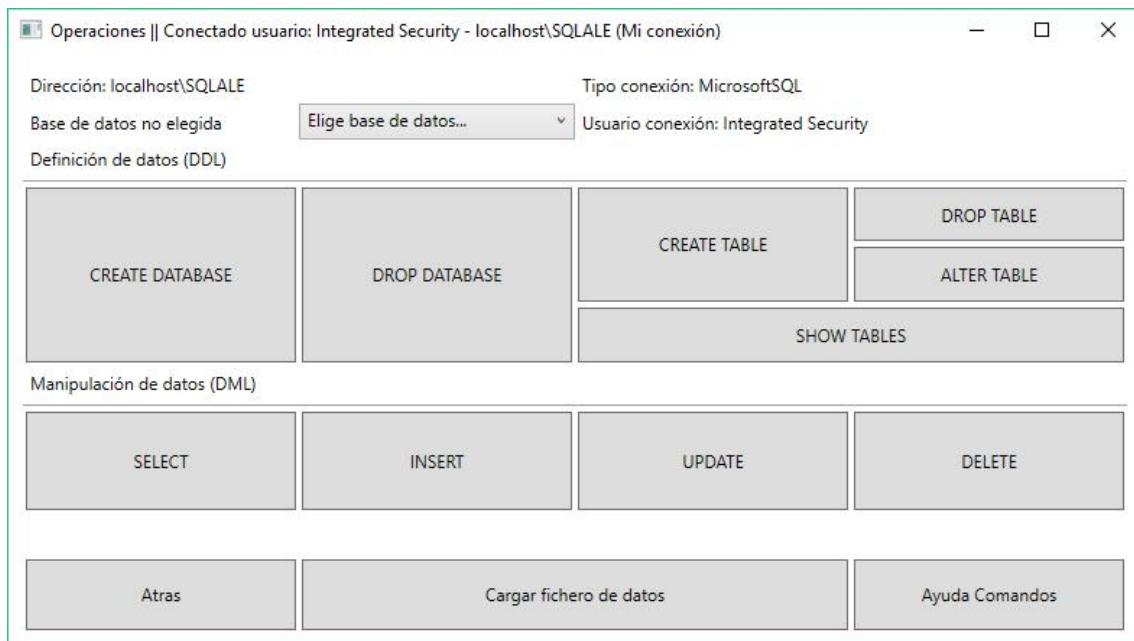 Operaciones || Conectado usuario: Integrated Security - localhost\SQLALE (Mi conexión)
Dirección: localhost\SQLALE
Tipo conexión: MicrosoftSQL
Base de datos no elegida
Elige base de datos...
Usuario conexión: Integrated Security
Definición de datos (DDL)
CREATE DATABASE
DROP DATABASE
CREATE TABLE
DROP TABLE
ALTER TABLE
SHOW TABLES
Manipulación de datos (DML)
SELECT
INSERT
UPDATE
DELETE
Atras
Cargar fichero de datos
Ayuda Comandos